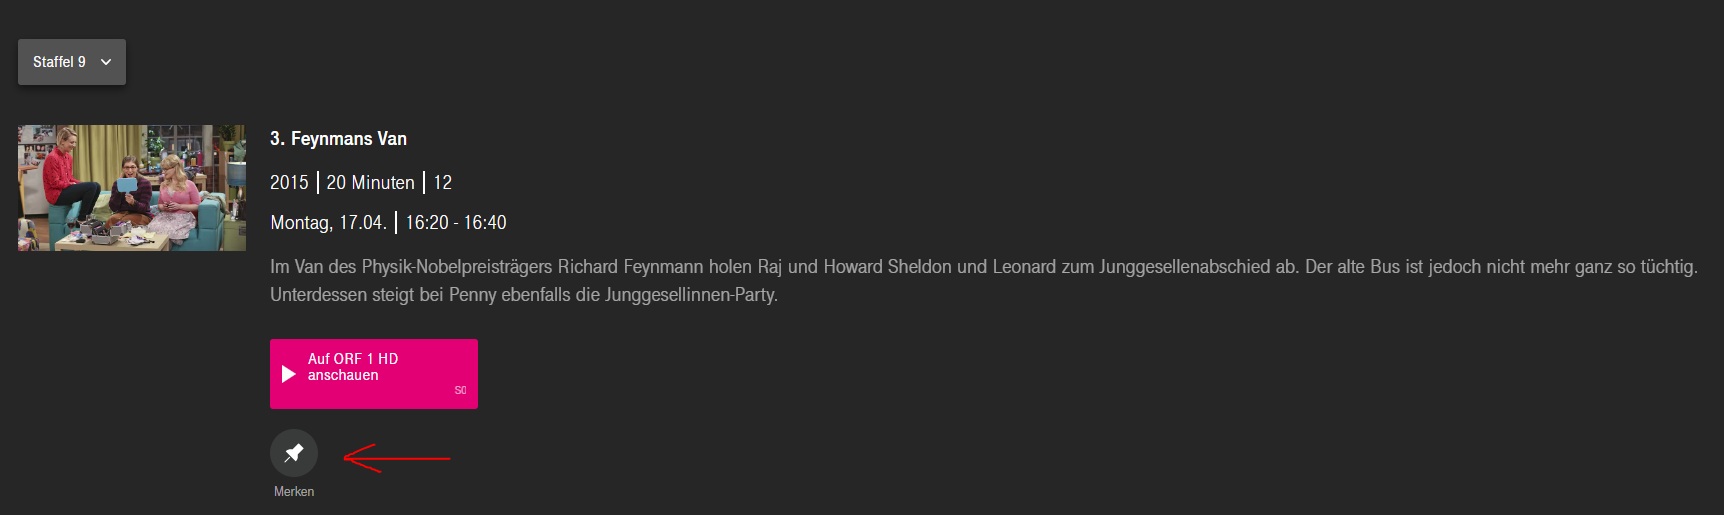 Staffel 9
3. Feynmans Van
2015 | 20 Minuten | 12
Montag, 17.04. | 16:20 - 16:40
Im Van des Physik-Nobelpreisträgers Richard Feynmann holen Raj und Howard Sheldon und Leonard zum Junggesellenabschied ab. Der alte Bus ist jedoch nicht mehr ganz so tüchtig.
Unterdessen steigt bei Penny ebenfalls die Junggesellinnen-Party.
Auf ORF 1 HD
anschauen
Merken